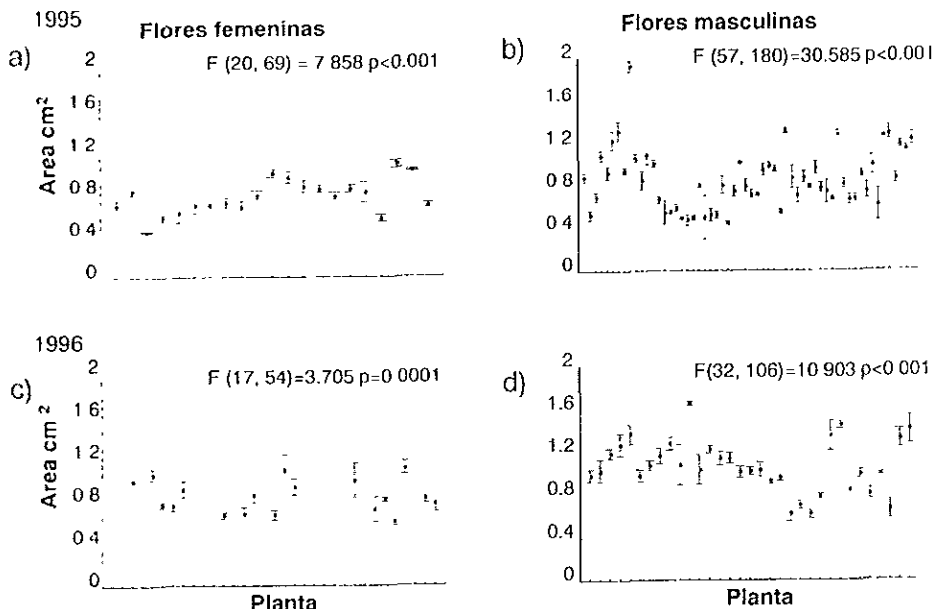 1995
Flores femeninas
Flores masculinas
a)
F (20, 69) = 7 858 p<0.001
Area cm²
2
1 6
1 2
0 8
0 4
0
b)
F (57, 180)=30.585 p<0.001
2
1 6
1.2
0 8
0 4
0
1996
c)
F (17, 54)=3.705 p=0 0001
Area cm²
2
1 6
1 2
0 8
0 4
0
Planta
d)
F(32, 106)=10 903 p<0 001
2
1.6
1.2
0.8
0.4
0
Planta